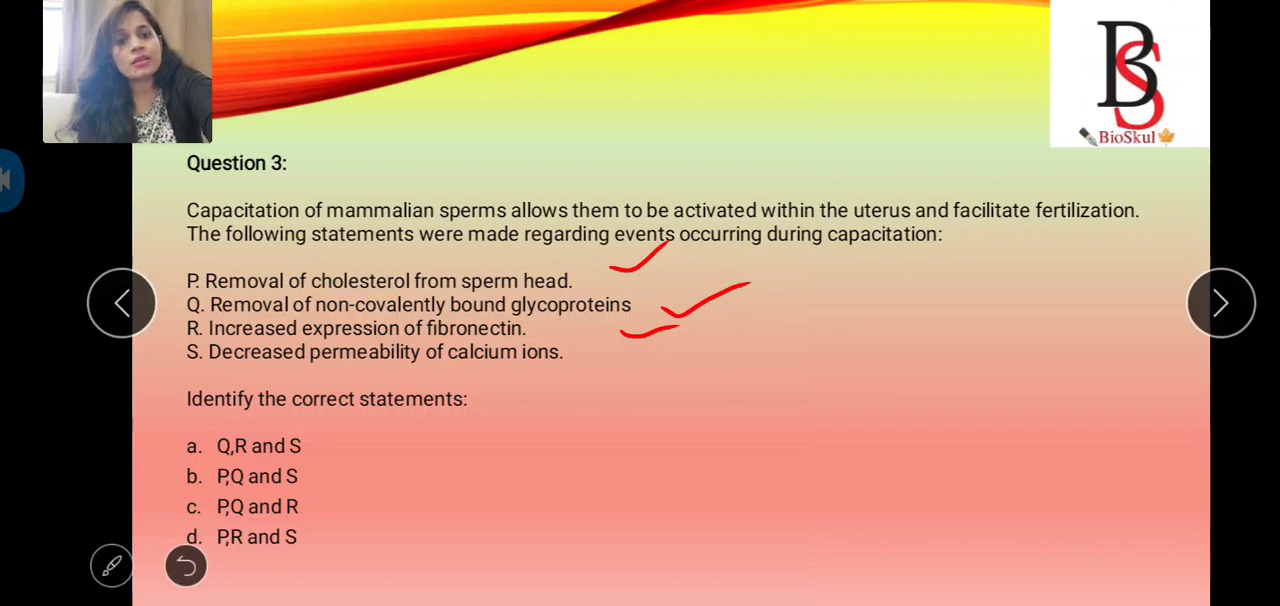 BS
BioSkul
Question 3:
Capacitation of mammalian sperms allows them to be activated within the uterus and facilitate fertilization.
The following statements were made regarding events occurring during capacitation:
P. Removal of cholesterol from sperm head.
Q. Removal of non-covalently bound glycoproteins
R. Increased expression of fibronectin.
S. Decreased permeability of calcium ions.
Identify the correct statements:
a. Q,R and S
b. P,Q and S
c. P,Q and R
d. P,R and S